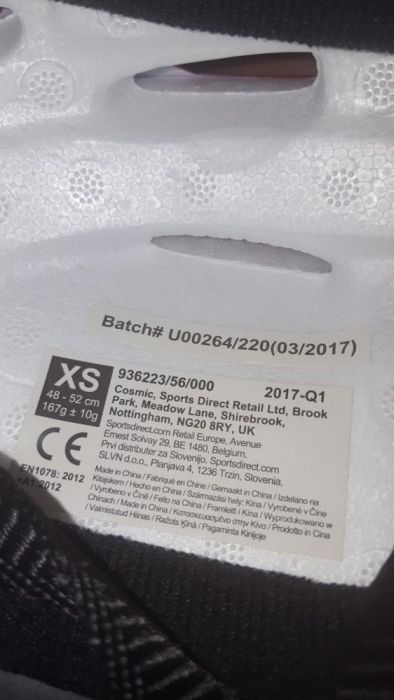 Batch# U00264/220(03/2017)
XS
48 - 52 cm
167g ± 10g
CE
EN1078: 2012
+A1:2012
936223/56/000 2017-Q1
Cosmic, Sports Direct Retail Ltd, Brook
Park, Meadow Lane, Shirebrook,
Nottingham, NG20 8RY, UK
Sportsdirect.com Retail Europe, Avenue
Ernest Solvay 29, BE 1480, Belgium.
Prvi distributer za Slovenijo. Sportsdirect.com
SLVN d.o.o., Planjava 4, 1236 Trzin, Slovenia.
Made in China / Fabriqué en Chine / Gemaakt in China / Izdelano na
Kitajskem / Hecho en China / Származási hely: Kína / Vyrobené v Číne
/ Vyrobeno v Číně / Feito na China / Framleitt í Kína / Wyprodukowano w
Chinach / Made in China / Κατασκευασμένο στην Κίνα / Prodotto in Cina
/ Valmistatud Hiinas / Ražots Ķīnā / Pagaminta Kinijoje